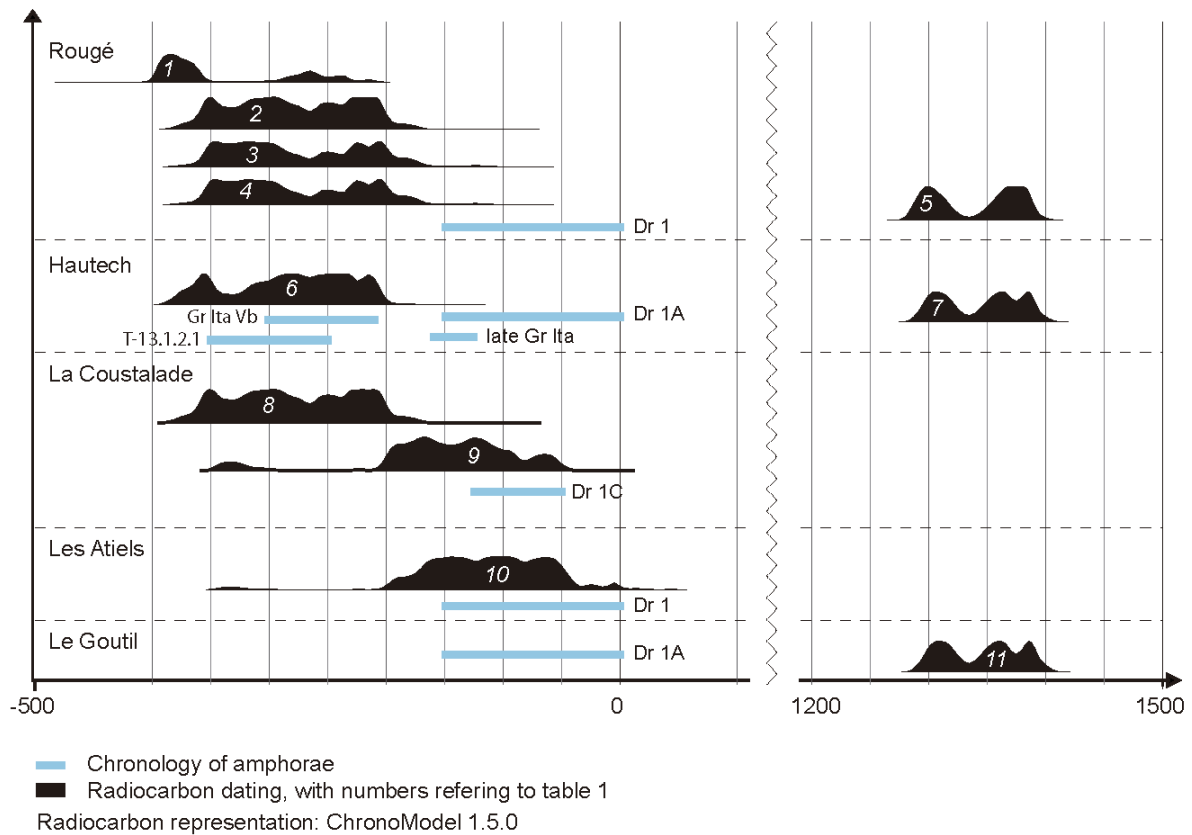 Rougé
1
2
3
4
5
Dr 1
Hautech
6
7
Gr Ita Vb
Dr 1A
T-13.1.2.1
late Gr Ita
La Coustalade
8
9
Dr 1C
Les Atiels
10
Dr 1
Le Goutil
Dr 1A
11
-500 0 1200 1500
Chronology of amphorae
Radiocarbon dating, with numbers refering to table 1
Radiocarbon representation: ChronoModel 1.5.0